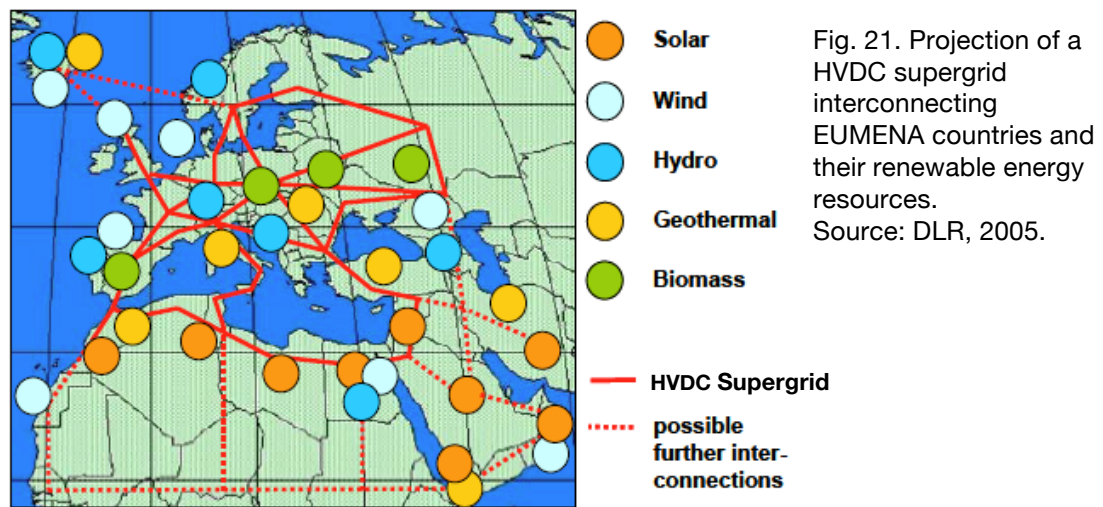 Solar
Wind
Hydro
Geothermal
Biomass
HVDC Supergrid
possible
further inter-
connections
Fig. 21. Projection of a
HVDC supergrid
interconnecting
EUMENA countries and
their renewable energy
resources.
Source: DLR, 2005.